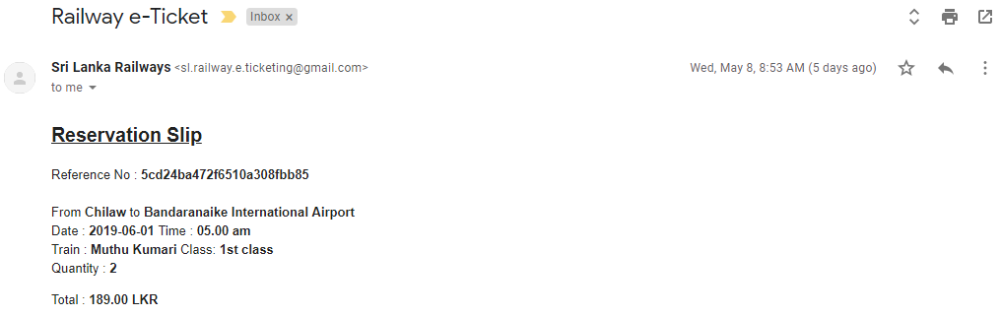 Railway e-Ticket Inbox ×
Sri Lanka Railways <sl.railway.e.ticketing@gmail.com> Wed, May 8, 8:53 AM (5 days ago)
to me
Reservation Slip
Reference No : 5cd24ba472f6510a308fbb85
From Chilaw to Bandaranaike International Airport
Date : 2019-06-01 Time : 05.00 am
Train : Muthu Kumari Class: 1st class
Quantity : 2
Total : 189.00 LKR